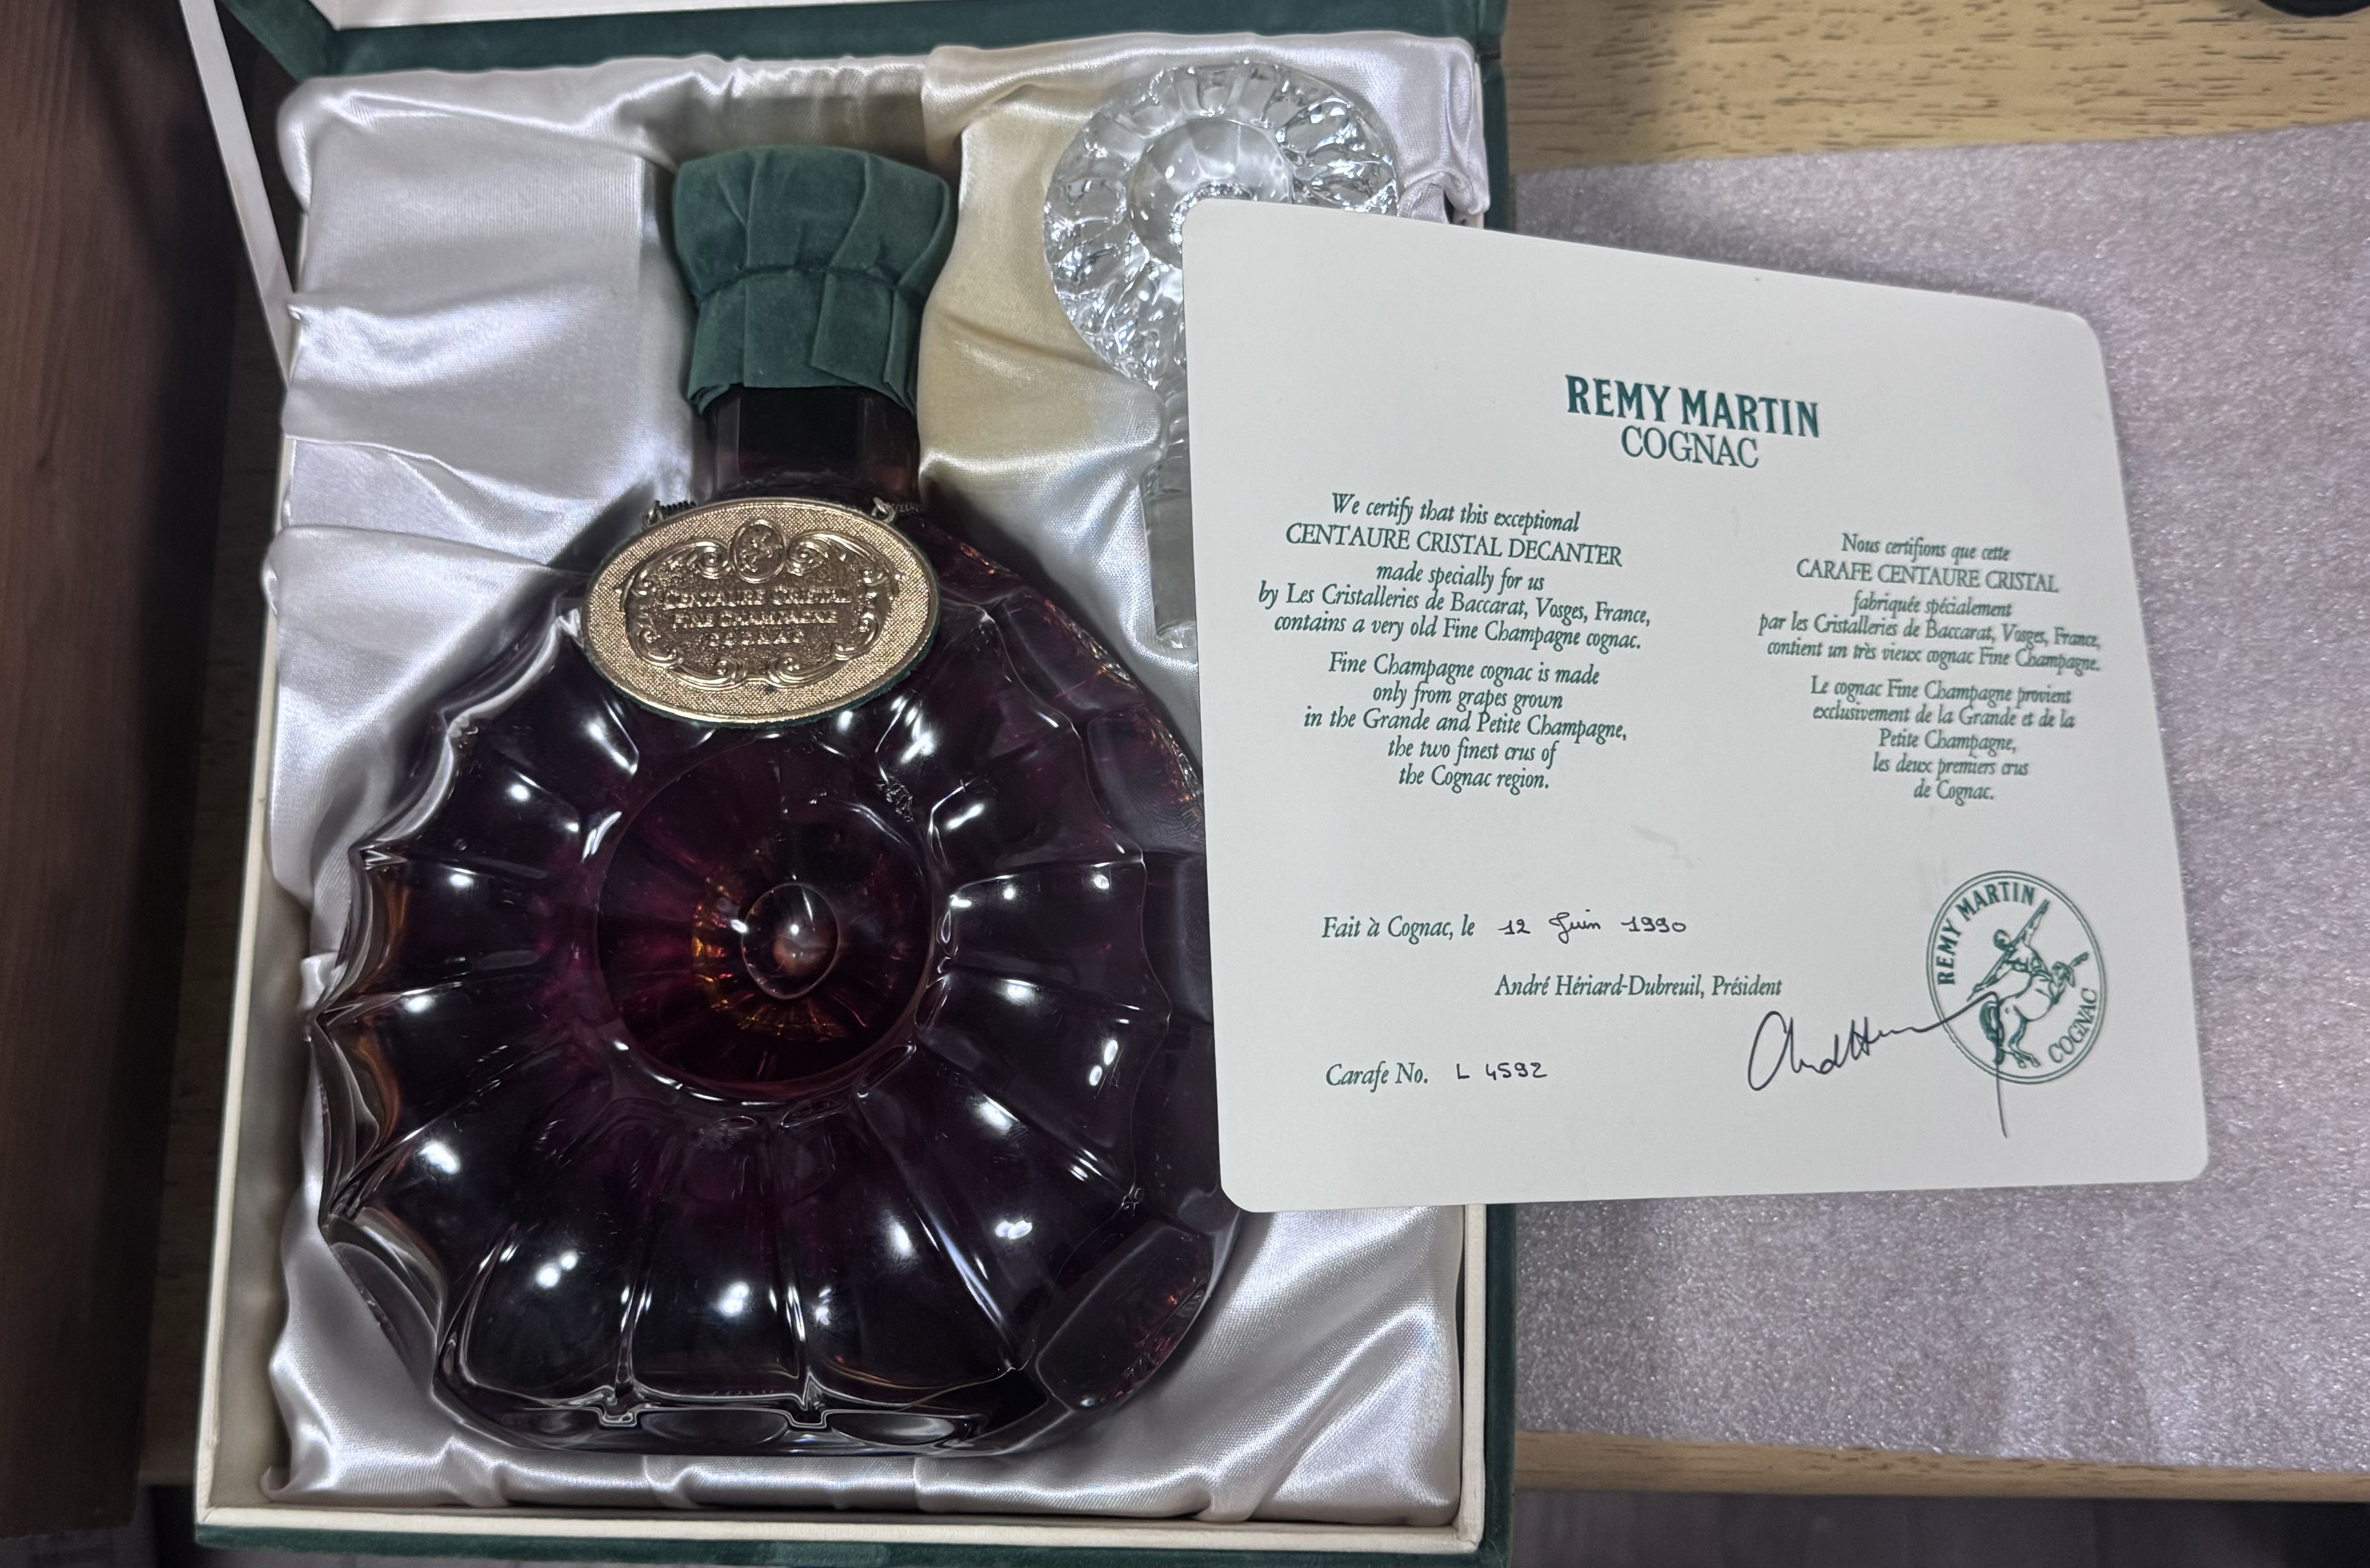 CENTAURE CRISTAL
FINE CHAMPAGNE
COGNAC
REMY MARTIN
COGNAC
We certify that this exceptional
CENTAURE CRISTAL DECANTER
made specially for us
by Les Cristalleries de Baccarat, Vosges, France,
contains a very old Fine Champagne cognac.
Fine Champagne cognac is made
only from grapes grown
in the Grande and Petite Champagne,
the two finest crus of
the Cognac region.
Nous certifions que cette
CARAFE CENTAURE CRISTAL
fabriquée spécialement
par les Cristalleries de Baccarat, Vosges, France,
contient un très vieux cognac Fine Champagne.
Le cognac Fine Champagne provient
exclusivement de la Grande et de la
Petite Champagne,
les deux premiers crus
de Cognac.
Fait à Cognac, le 12 Juin 1990
André Hériard-Dubreuil, Président
Carafe No. L 4592
REMY MARTIN
COGNAC